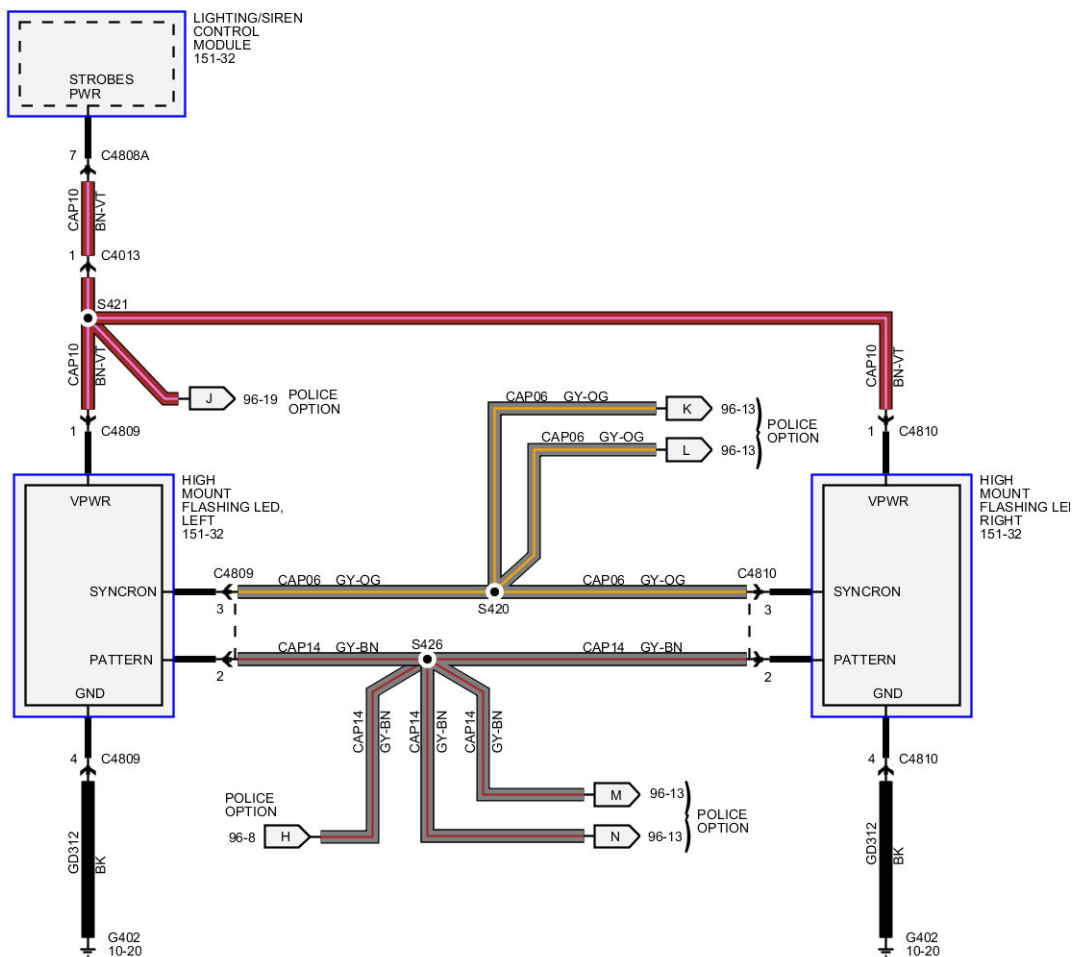 LIGHTING/SIREN
CONTROL
MODULE
151-32
STROBES
PWR
7 C4808A
CAP10
BN-VT
1 C4013
S421
CAP10
BN-VT
CAP10
BN-VT
J 96-19 POLICE
OPTION
CAP06 GY-OG
K 96-13
CAP06 GY-OG
L 96-13
POLICE
OPTION
1 C4809
1 C4810
HIGH
MOUNT
FLASHING LED,
LEFT
151-32
VPWR
HIGH
MOUNT
FLASHING LED
RIGHT
151-32
VPWR
C4809
CAP06 GY-OG
CAP06 GY-OG
C4810
SYNCRON
3
S420
3
SYNCRON
S426
CAP14 GY-BN
CAP14 GY-BN
PATTERN
2
2
PATTERN
GND
GND
CAP14
GY-BN
CAP14
GY-BN
CAP14
GY-BN
4 C4809
4 C4810
POLICE
OPTION
96-8 H
M 96-13
N 96-13
POLICE
OPTION
GD312
BK
GD312
BK
G402
10-20
G402
10-20